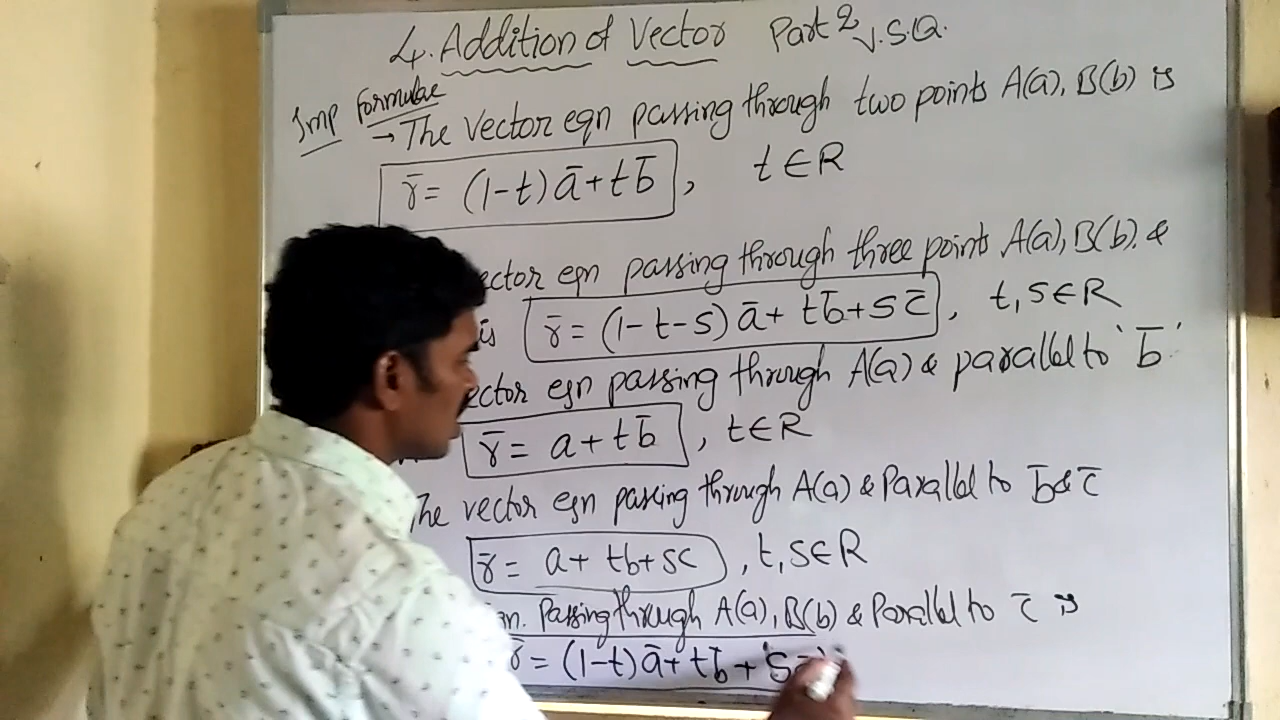 4. Addition of Vector Part 2 V.S.Q.
Imp Formulae
→ The vector eqn passing through two points A(a), B(b) is
r̄ = (1-t) ā + t b̄ , t ∈ R
ector eqn passing through three points A(a), B(b) &
is r̄ = (1-t-s) ā + t b̄ + s c̄ , t, s ∈ R
ector eqn passing through A(a) & parallel to ' b̄ '
r̄ = a + t b̄ , t ∈ R
The vector eqn passing through A(a) & Parallel to b̄ & c̄
r̄ = a + tb + sc , t, s ∈ R
n. Passing through A(a), B(b) & Parallel to c̄ is
r̄ = (1-t) ā + t b̄ + s